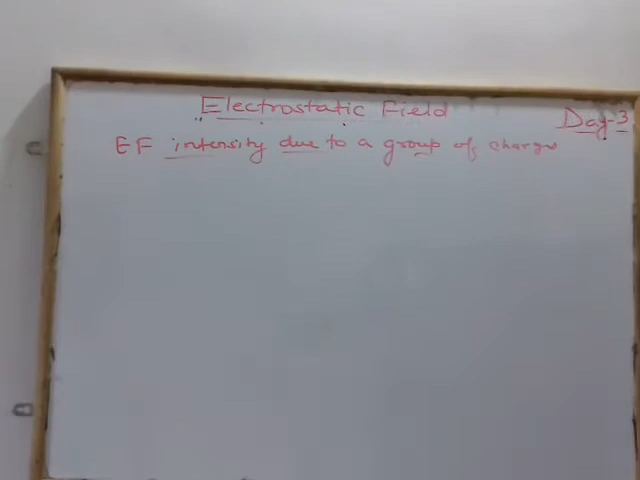 Electrostatic Field
Day-3
EF intensity due to a group of charges